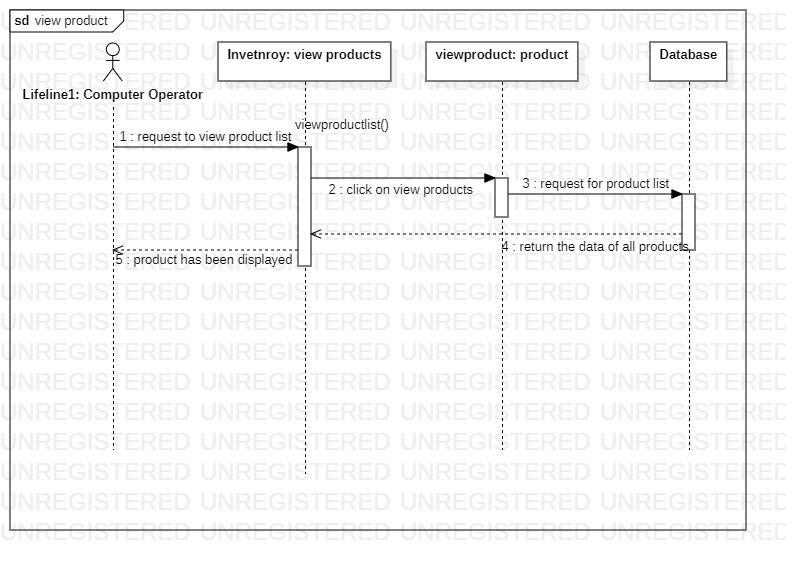 sd view product
Invetnroy: view products
viewproduct: product
Database
Lifeline1: Computer Operator
viewproductlist()
1 : request to view product list
2 : click on view products
3 : request for product list
4 : return the data of all products
5 : product has been displayed
UNREGISTERED UNREGISTERED UNREGISTERED UNREGISTERED